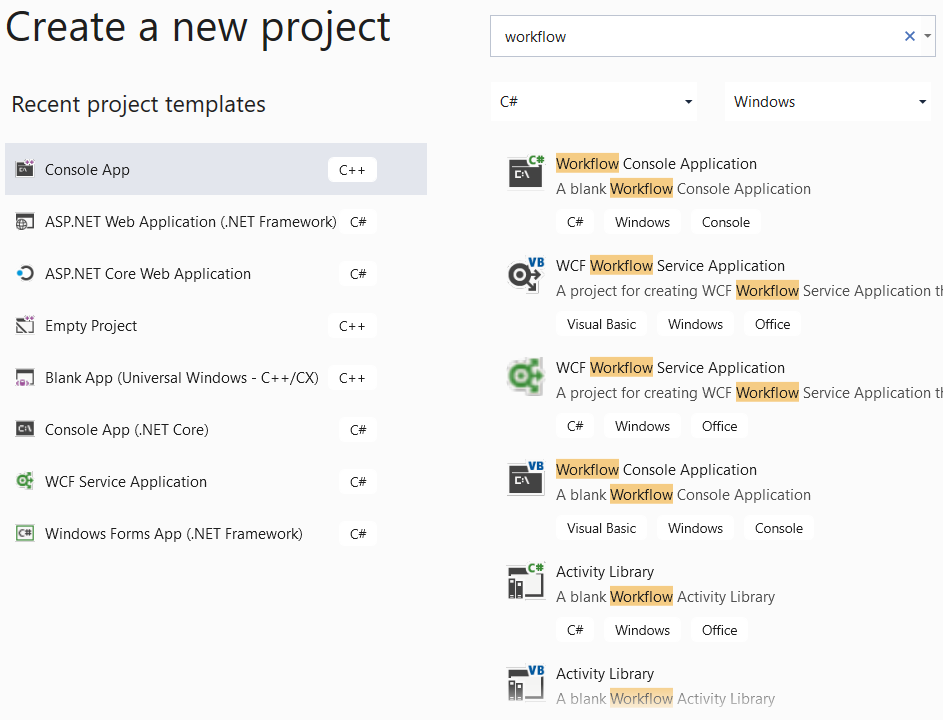 Create a new project
Recent project templates
Console App C++
ASP.NET Web Application (.NET Framework) C#
ASP.NET Core Web Application C#
Empty Project C++
Blank App (Universal Windows - C++/CX) C++
Console App (.NET Core) C#
WCF Service Application C#
Windows Forms App (.NET Framework) C#
workflow
C# Windows
Workflow Console Application
A blank Workflow Console Application
C# Windows Console
WCF Workflow Service Application
A project for creating WCF Workflow Service Application th
Visual Basic Windows Office
WCF Workflow Service Application
A project for creating WCF Workflow Service Application th
C# Windows Office
Workflow Console Application
A blank Workflow Console Application
Visual Basic Windows Console
Activity Library
A blank Workflow Activity Library
C# Windows Office
Activity Library
A blank Workflow Activity Library